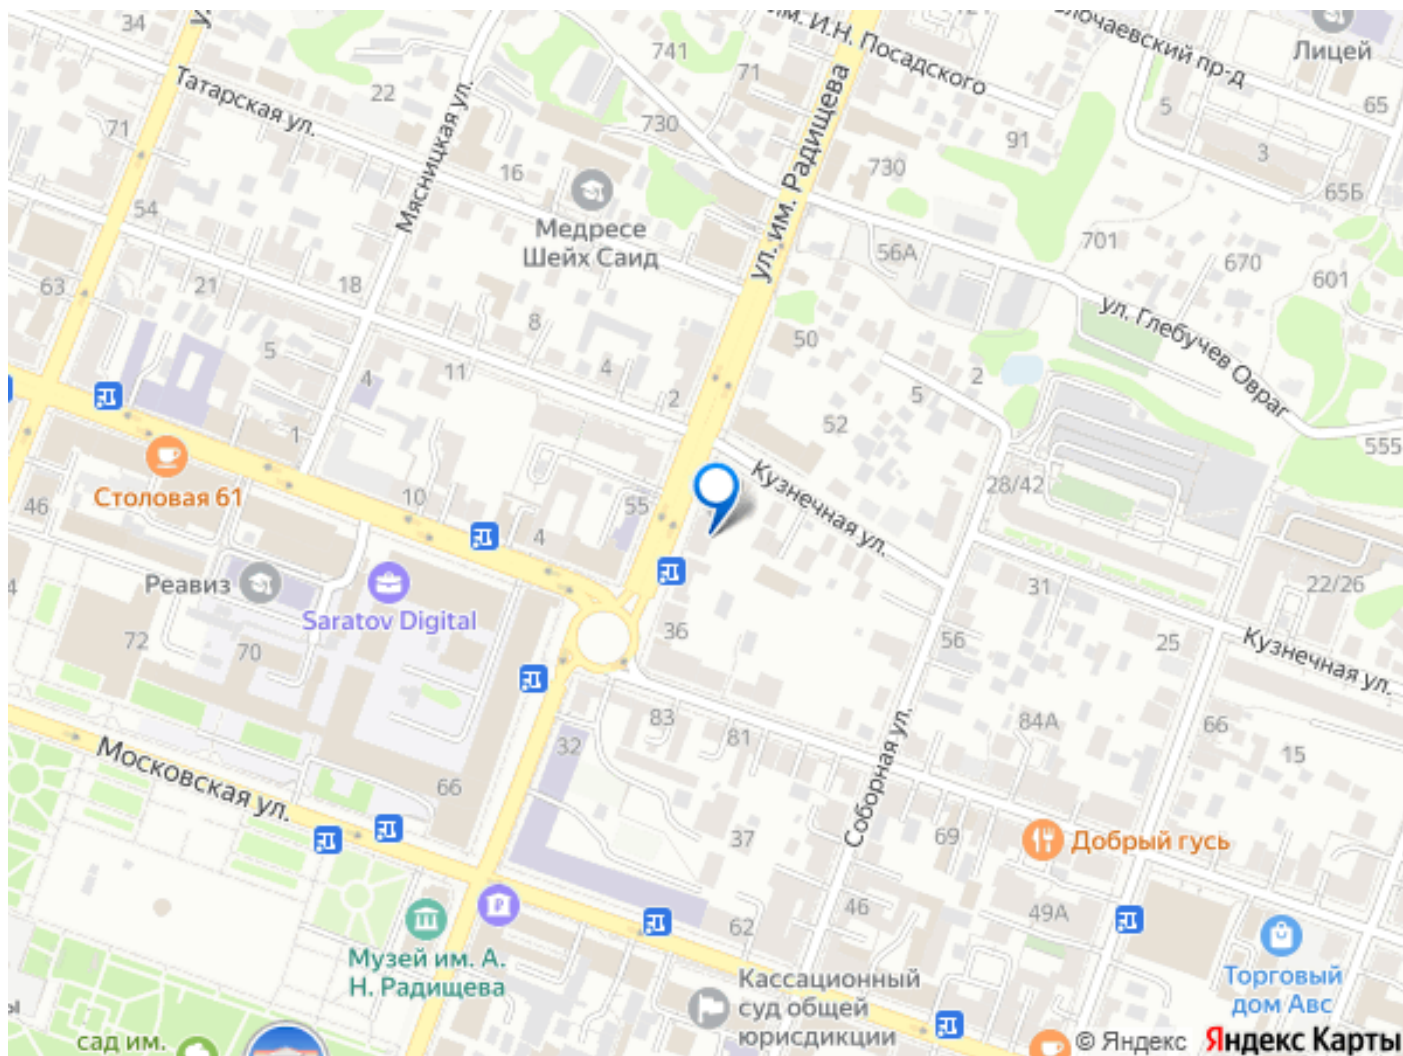 34
741
им. И.Н. Посадского
Лицей
71
Татарская ул.
22
Мясницкая ул.
730
ул. им. Радищева
5
65
71
16
91
3
730
65Б
54
Медресе
Шейх Саид
56А
701
670
601
63
21
18
8
50
ул. Глебучев Овраг
5
4
11
4
2
2
5
52
1
555
Столовая 61
46
10
55
Кузнечная ул.
28/42
4
4
Реавиз
Saratov Digital
31
22/26
72
70
36
56
25
Кузнечная ул.
83
81
84А
66
15
32
Московская ул.
66
Соборная ул.
37
69
Добрый гусь
46
49А
62
Музей им. А.
Н. Радищева
Кассационный
суд общей
юрисдикции
Торговый
дом Авс
сад им.
© Яндекс Яндекс Карты